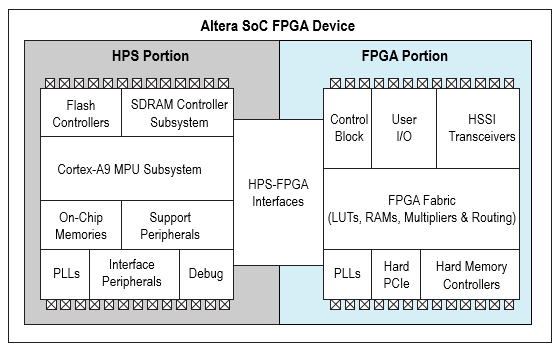 Altera SoC FPGA Device
HPS Portion
FPGA Portion
Flash
Controllers
SDRAM Controller
Subsystem
Cortex-A9 MPU Subsystem
On-Chip
Memories
Support
Peripherals
PLLs
Interface
Peripherals
Debug
HPS-FPGA
Interfaces
Control
Block
User
I/O
HSSI
Transceivers
FPGA Fabric
(LUTs, RAMs, Multipliers & Routing)
PLLs
Hard
PCIe
Hard Memory
Controllers